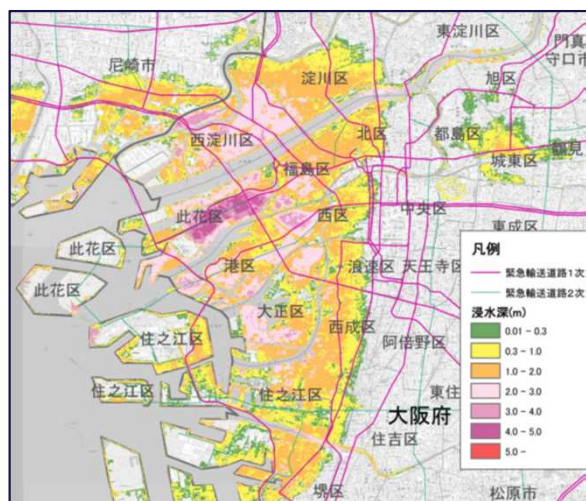 東淀川区
門真
守口市
尼崎市
淀川区
旭区
北区
都島区
西淀川区
鶴見
城東区
福島区
此花区
西区
中央区
東成区
此花区
港区
浪速区
天王寺区
此花区
大正区
西成区
住之江区
阿倍野区
東住
住之江区
住之江区
大阪府
住吉区
堺区
松原市
凡例
緊急輸送道路1次
緊急輸送道路2次
浸水深(m)
0.01 - 0.3
0.3 - 1.0
1.0 - 2.0
2.0 - 3.0
3.0 - 4.0
4.0 - 5.0
5.0 -